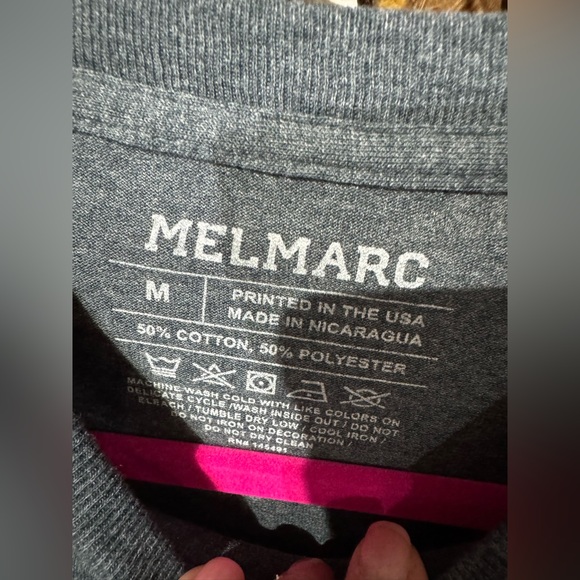 MELMARC
M
PRINTED IN THE USA
MADE IN NICARAGUA
50% COTTON, 50% POLYESTER
MACHINE WASH COLD WITH LIKE COLORS ON
DELICATE CYCLE /WASH INSIDE OUT / DO NOT
BLEACH / TUMBLE DRY LOW / COOL IRON /
DO NOT IRON ON DECORATION /
DO NOT DRY CLEAN
RN# 145491